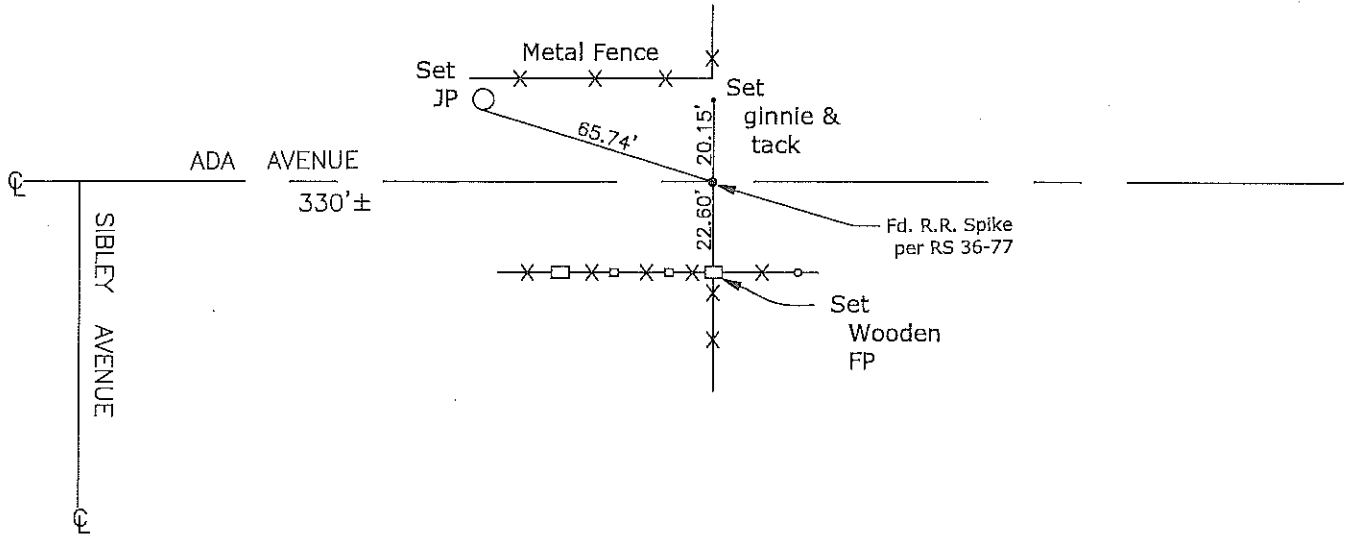 Metal Fence
Set
JP
Set
ginnie &
tack
65.74'
20.15'
ADA AVENUE
℄
330'±
22.60'
Fd. R.R. Spike
per RS 36-77
SIBLEY AVENUE
Set
Wooden
FP
℄